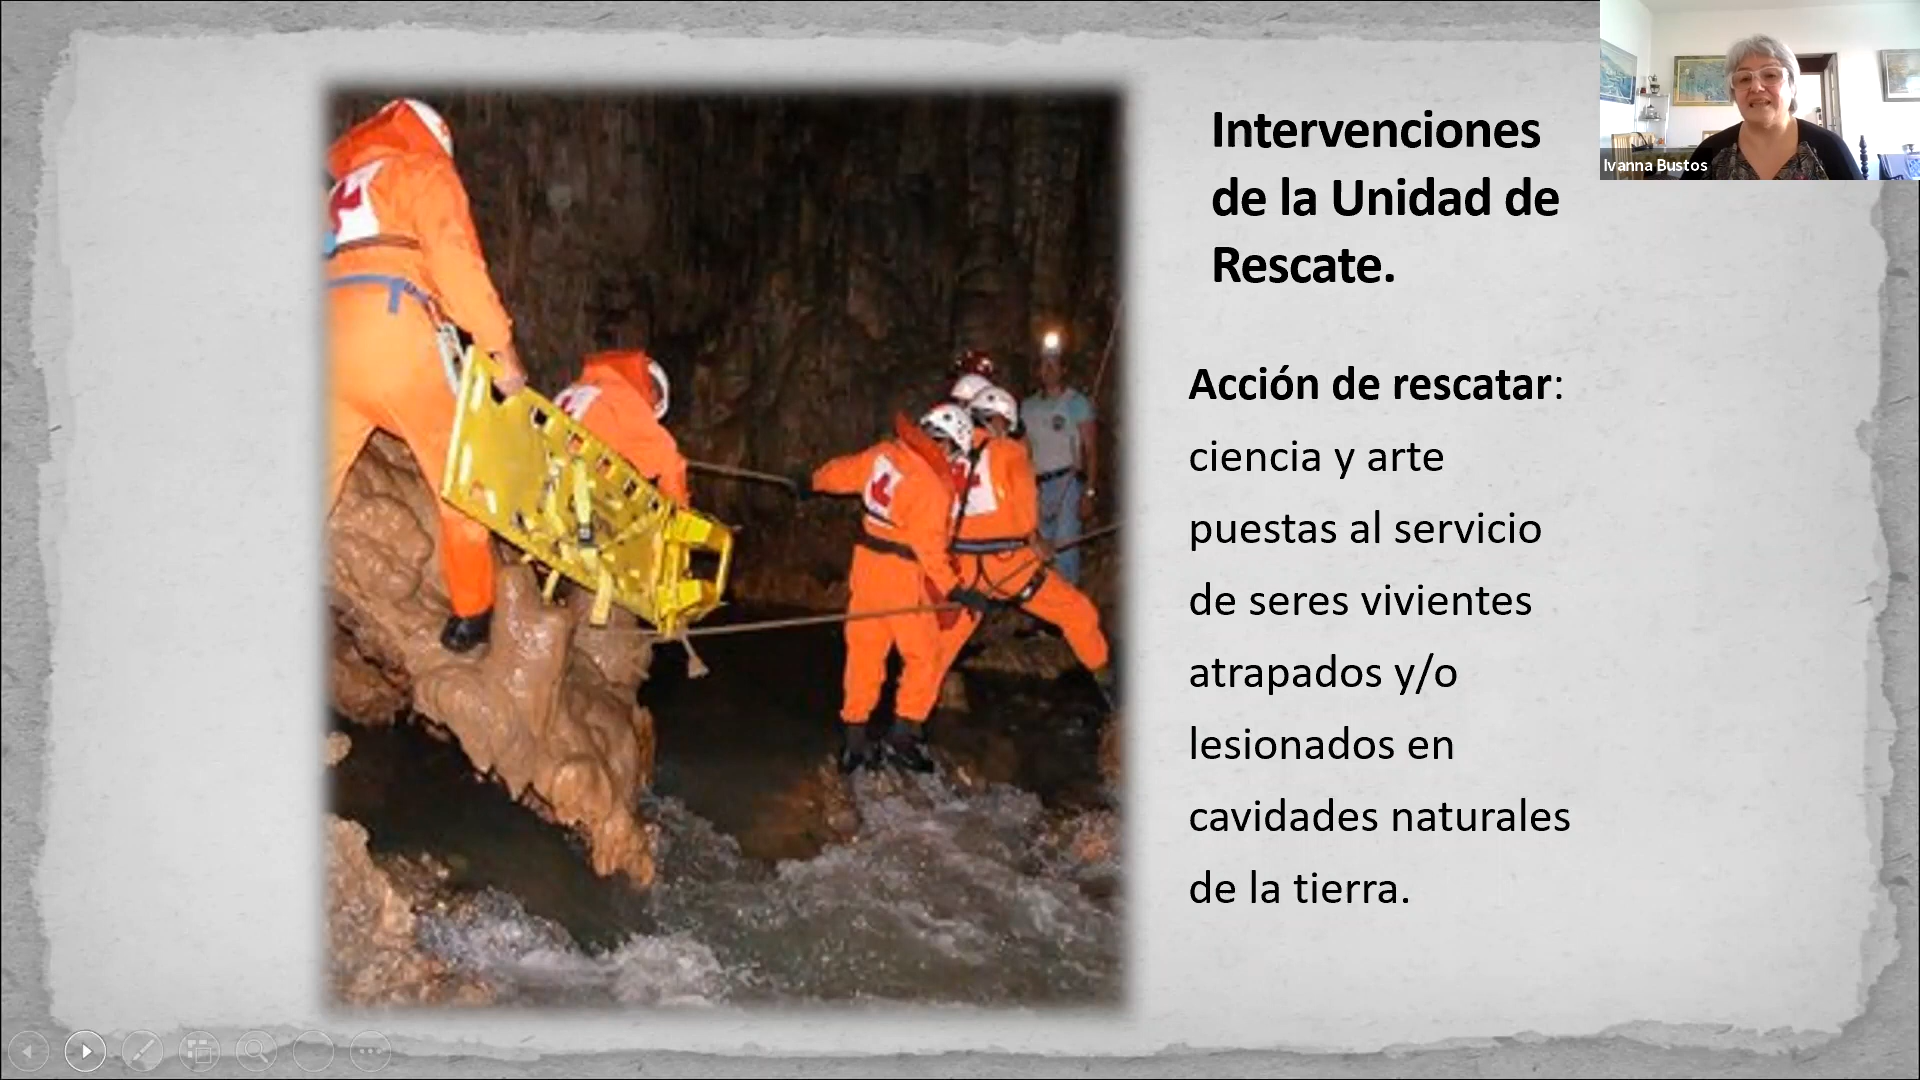 Intervenciones
de la Unidad de
Rescate.
Acción de rescatar:
ciencia y arte
puestas al servicio
de seres vivientes
atrapados y/o
lesionados en
cavidades naturales
de la tierra.
Ivanna Bustos